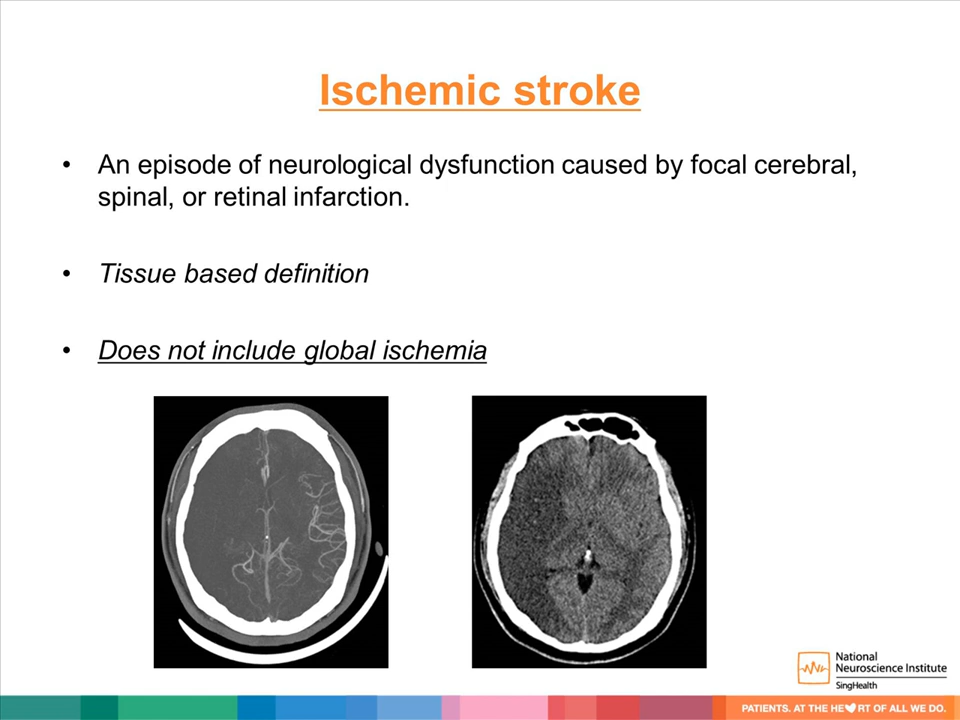 Ischemic stroke
• An episode of neurological dysfunction caused by focal cerebral,
spinal, or retinal infarction.
• Tissue based definition
• Does not include global ischemia
National
Neuroscience Institute
SingHealth
PATIENTS. AT THE HE♥RT OF ALL WE DO.